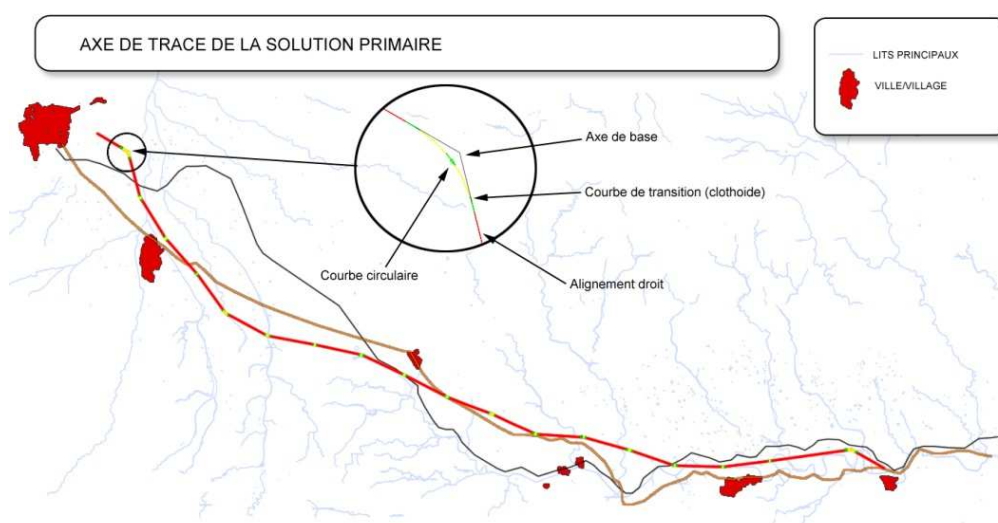 AXE DE TRACE DE LA SOLUTION PRIMAIRE
LITS PRINCIPAUX
VILLE/VILLAGE
Axe de base
Courbe de transition (clothoide)
Courbe circulaire
Alignement droit